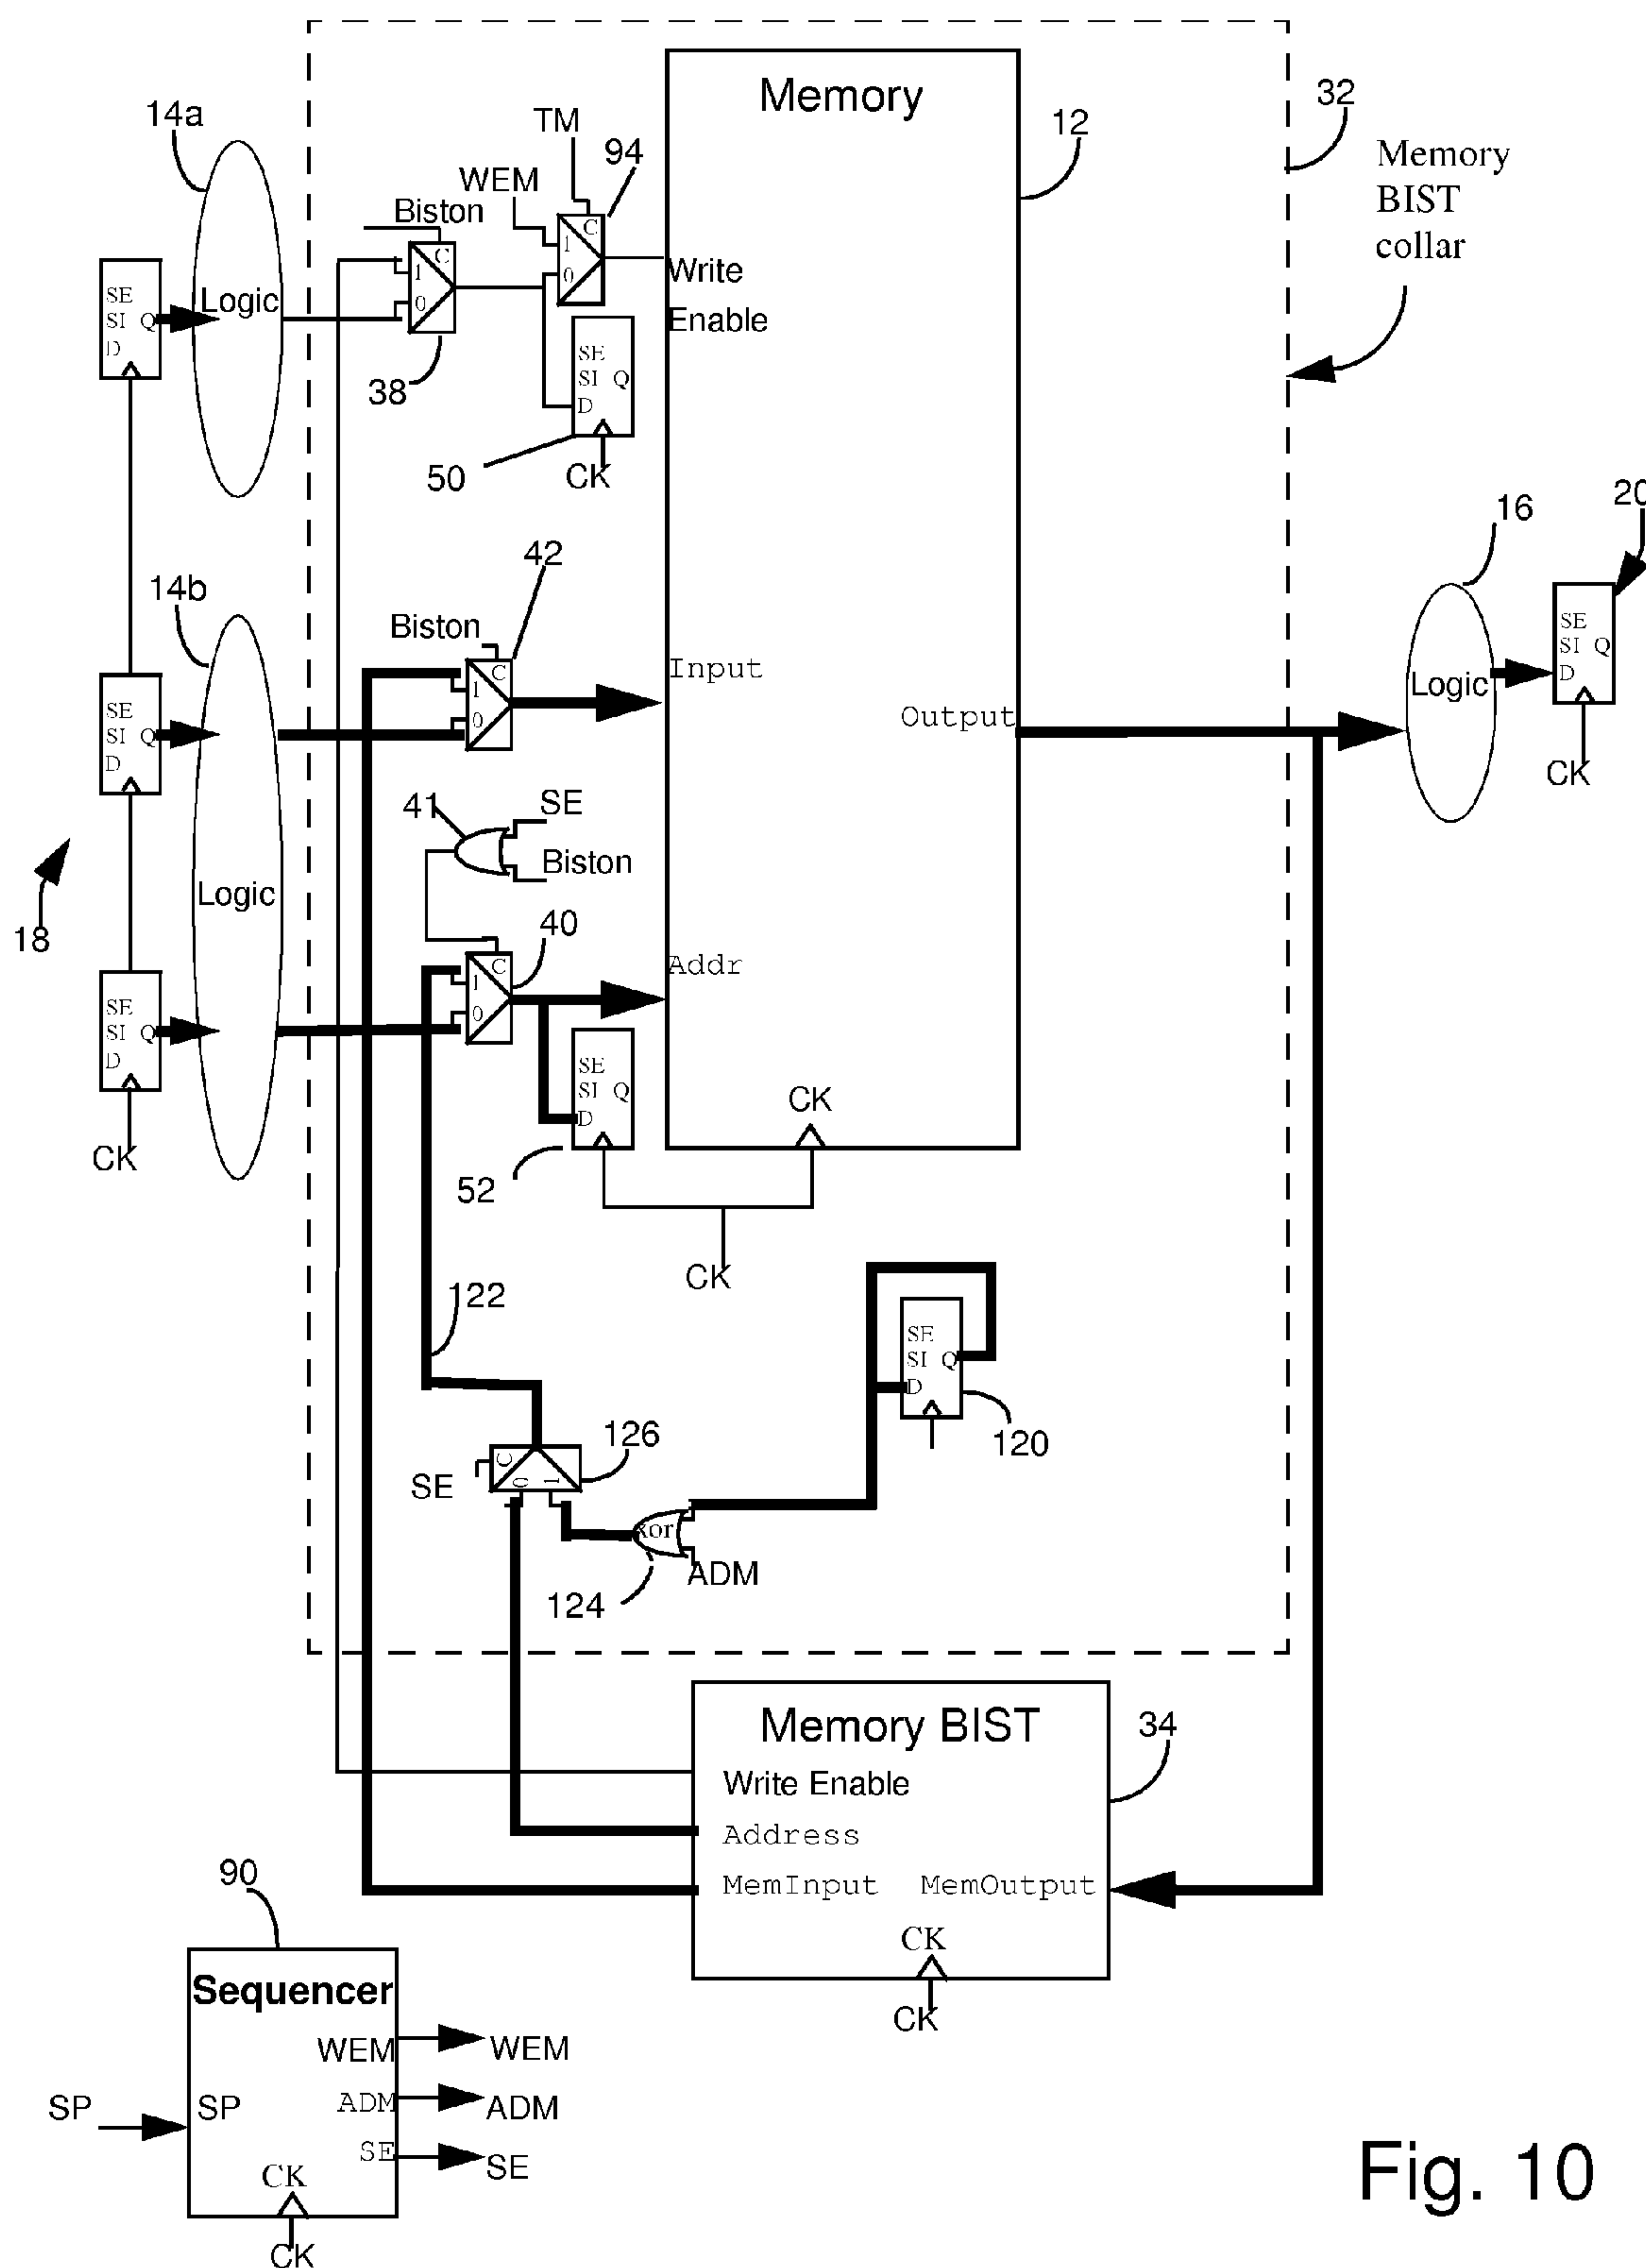 Memory
12
32
Memory
BIST
collar
14a
TM
94
WEM
Biston
C
1
0
C
1
0
Write
Enable
38
SE
SI Q
D
50
CK
SE
SI Q
D
Logic
14b
42
Biston
C
1
0
Input
Output
16
20
Logic
SE
SI Q
D
CK
SE
SI Q
D
41
SE
Biston
Logic
18
40
C
1
0
Addr
SE
SI Q
D
CK
SE
SI Q
D
52
CK
CK
122
SE
SI Q
D
120
126
SE
C
0
1
xor
ADM
124
Memory BIST
34
Write Enable
Address
MemInput MemOutput
CK
CK
90
Sequencer
WEM WEM
SP SP ADM ADM
SE SE
CK
CK
Fig. 10